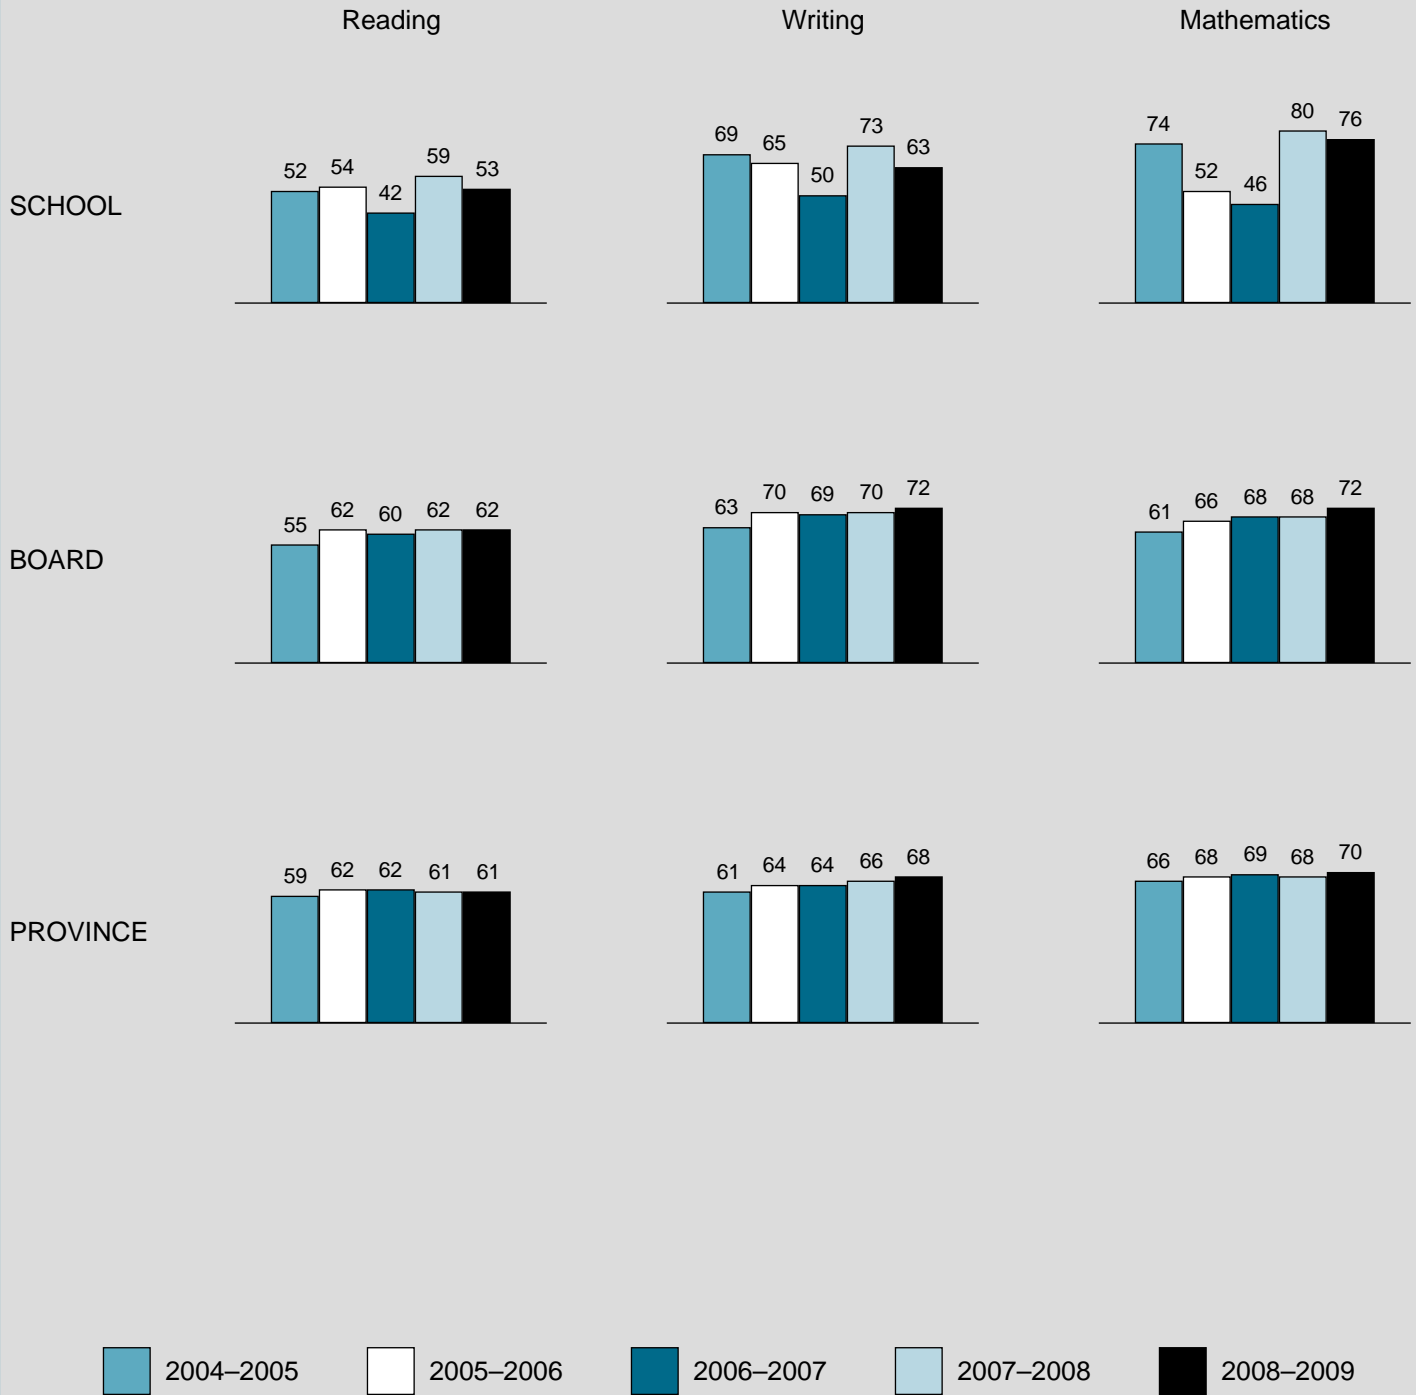 Reading Writing Mathematics
SCHOOL
52 54 42 59 53
69 65 50 73 63
74 52 46 80 76
BOARD
55 62 60 62 62
63 70 69 70 72
61 66 68 68 72
PROVINCE
59 62 62 61 61
61 64 64 66 68
66 68 69 68 70
2004–2005 2005–2006 2006–2007 2007–2008 2008–2009